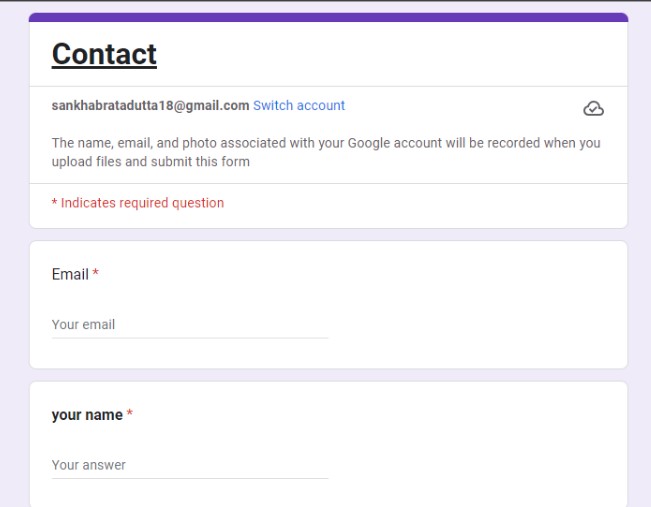 Contact
sankhabratadutta18@gmail.com Switch account
The name, email, and photo associated with your Google account will be recorded when you
upload files and submit this form
* Indicates required question
Email *
Your email
your name *
Your answer